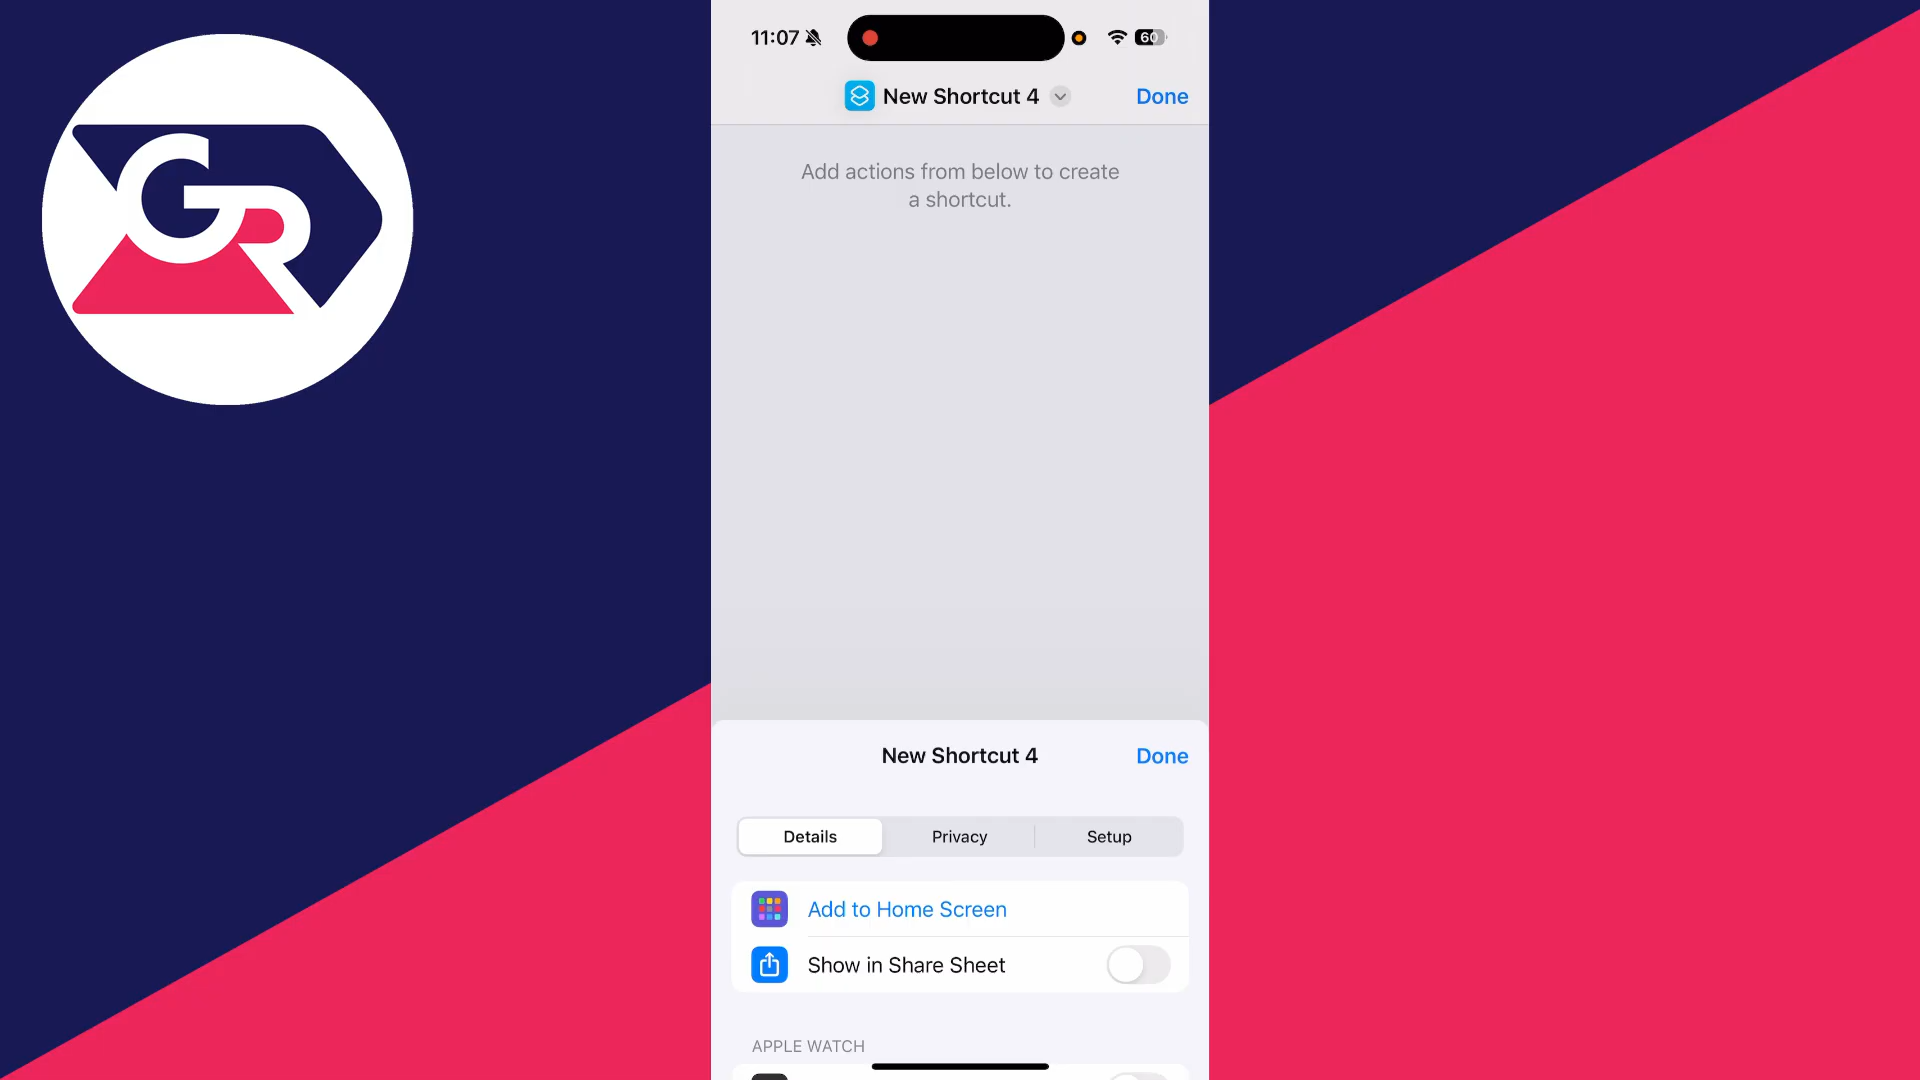 GR
11:07
60
New Shortcut 4
Done
Add actions from below to create
a shortcut.
New Shortcut 4
Done
Details
Privacy
Setup
Add to Home Screen
Show in Share Sheet
APPLE WATCH